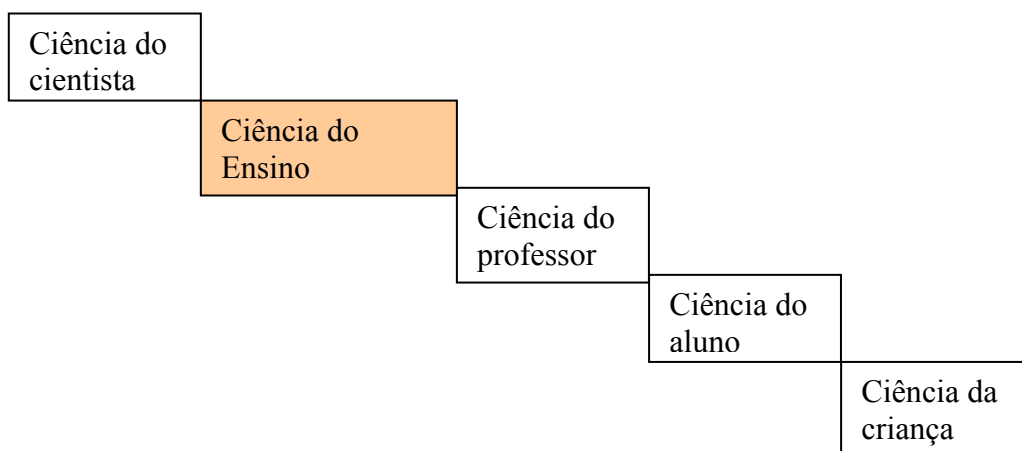 Ciência do
cientista
Ciência do
Ensino
Ciência do
professor
Ciência do
aluno
Ciência da
criança